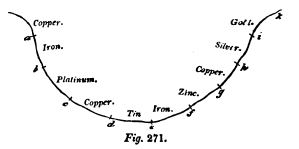 Copper.
a
Iron.
b
Platinum.
c
Copper.
d
Tin
e
Iron.
f
Zinc.
g
Copper.
h
Silver.
i
Gold.
k
Fig. 271.